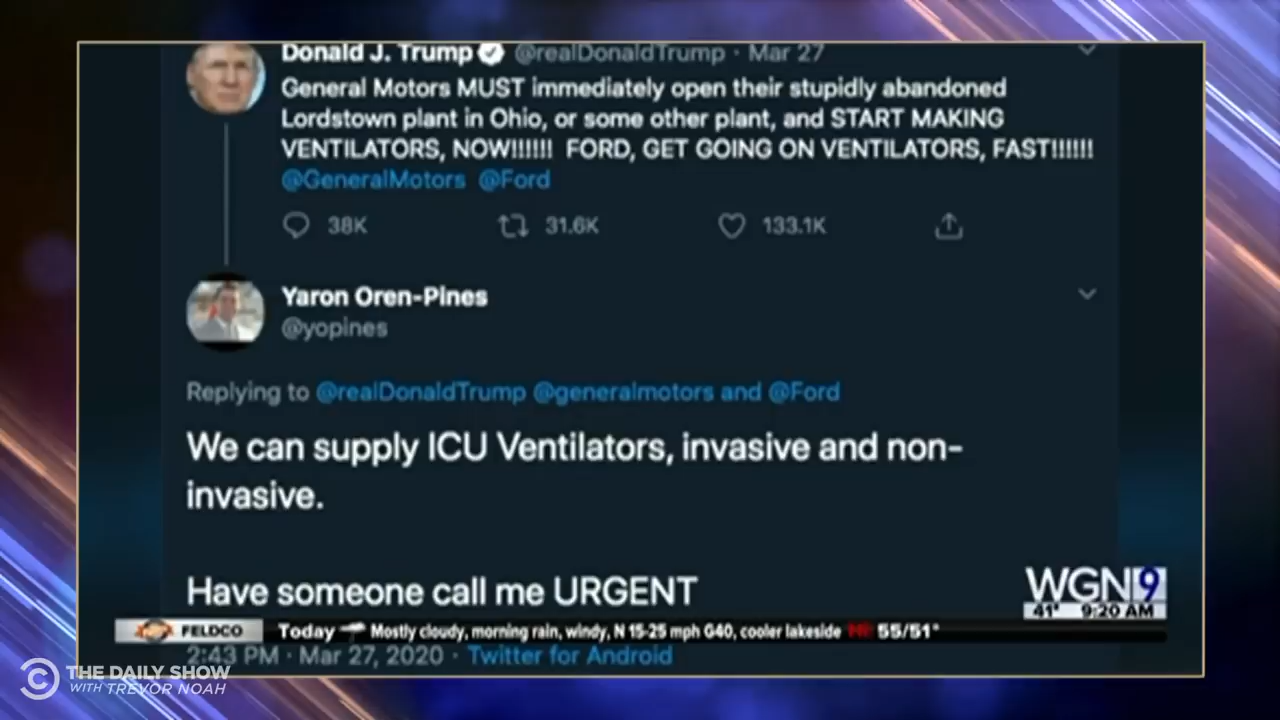 Donald J. Trump @realDonaldTrump · Mar 27
General Motors MUST immediately open their stupidly abandoned
Lordstown plant in Ohio, or some other plant, and START MAKING
VENTILATORS, NOW!!!!!! FORD, GET GOING ON VENTILATORS, FAST!!!!!!
@GeneralMotors @Ford
38K 31.6K 133.1K
Yaron Oren-Pines
@yopines
Replying to @realDonaldTrump @generalmotors and @Ford
We can supply ICU Ventilators, invasive and non-
invasive.
Have someone call me URGENT
WGN9
41° 9:20 AM
FELDCO Today Mostly cloudy, morning rain, windy, N 15-25 mph G40, cooler lakeside HI 55/51°
2:43 PM · Mar 27, 2020 · Twitter for Android
THE DAILY SHOW
WITH TREVOR NOAH